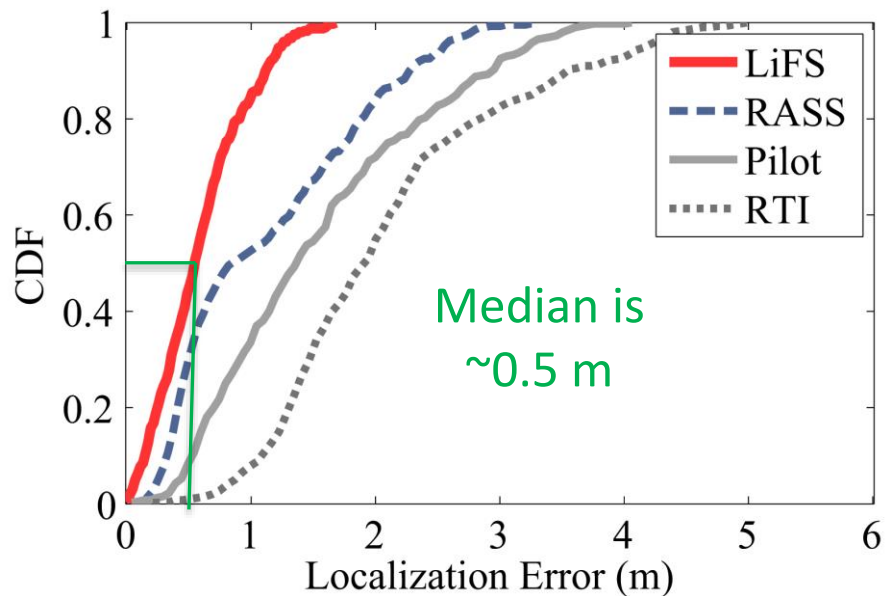 1
0.8
0.6
0.4
0.2
0
CDF
LiFS
RASS
Pilot
RTI
Median is
~0.5 m
0 1 2 3 4 5 6
Localization Error (m)